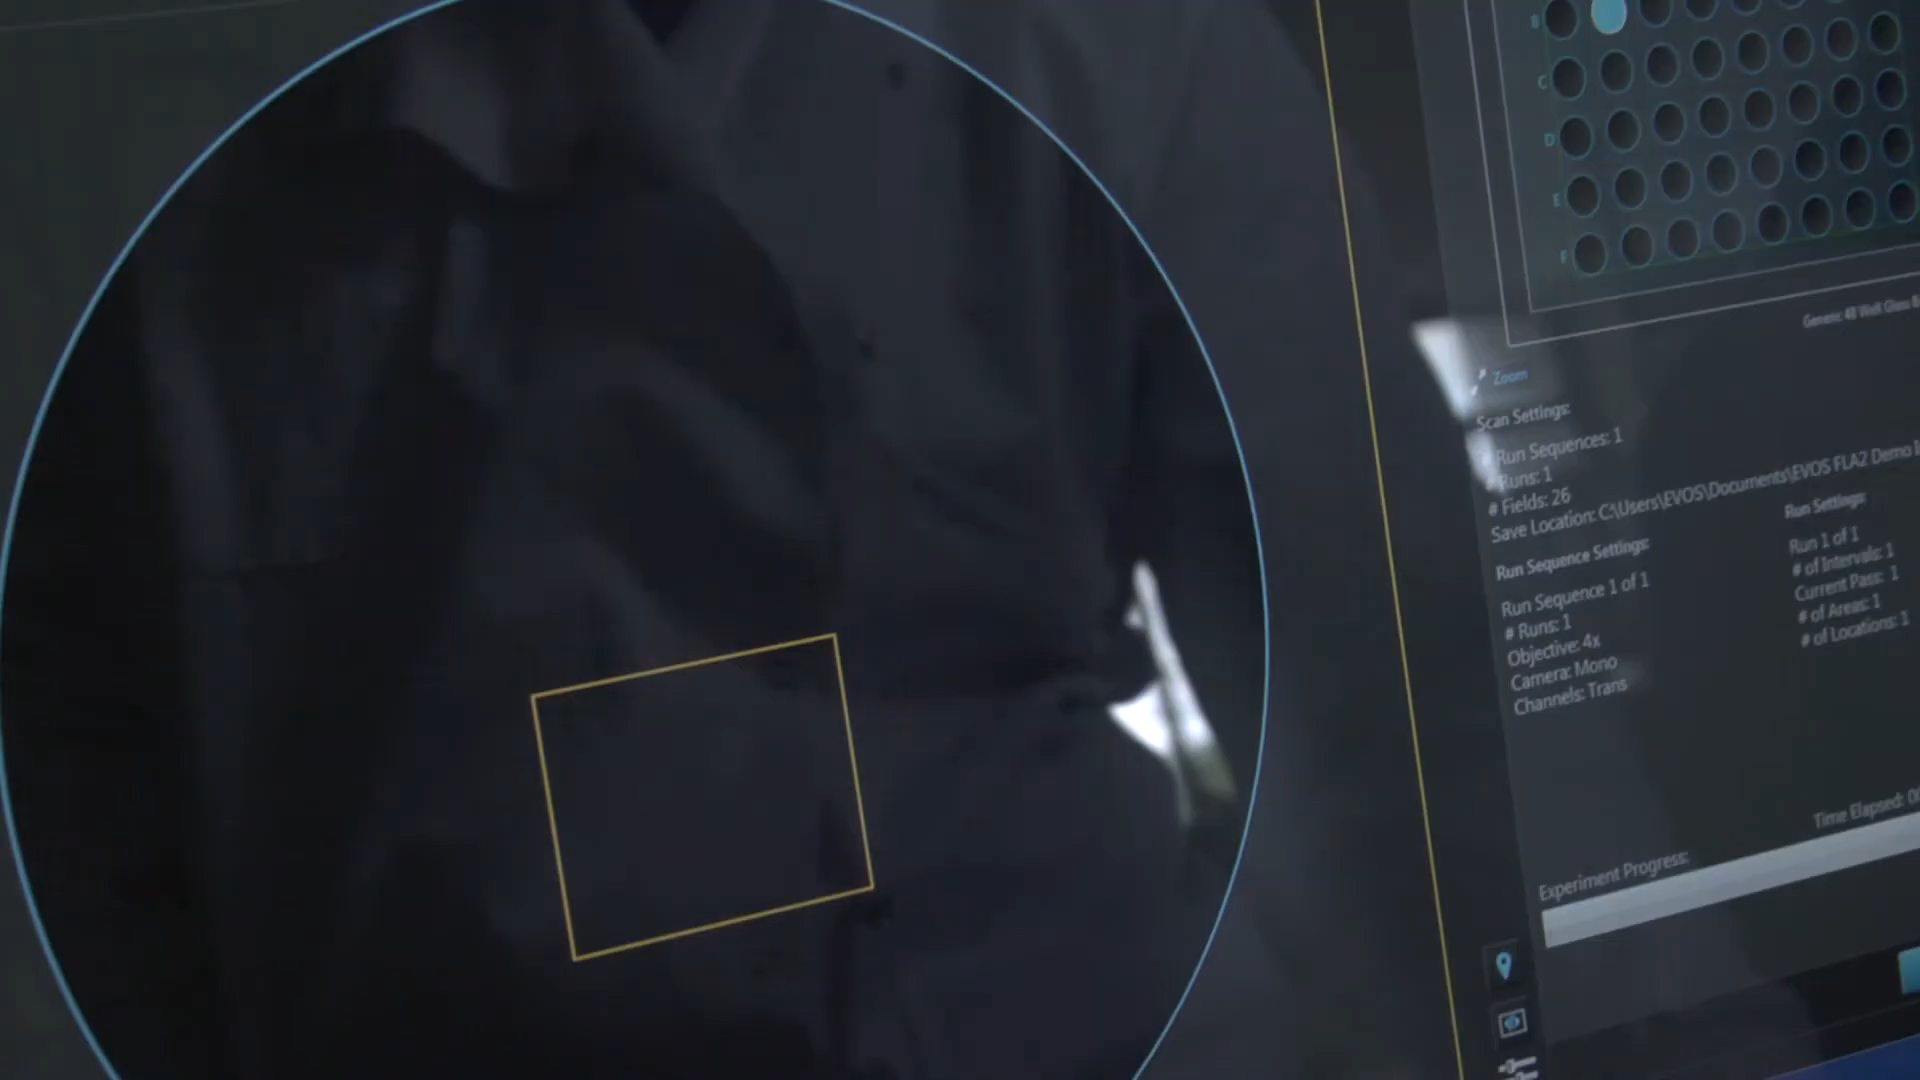 B
C
D
E
F
Generic 48 Well Glass
Zoom
Scan Settings:
# Run Sequences: 1
# Runs: 1
# Fields: 26
Save Location: C:\Users\EVOS\Documents\EVOS FLA2 Demo
Run Sequence Settings:
Run Sequence 1 of 1
# Runs: 1
Objective: 4x
Camera: Mono
Channels: Trans
Run Settings:
Run 1 of 1
# of Intervals: 1
Current Pass: 1
# of Areas: 1
# of Locations: 1
Time Elapsed:
Experiment Progress: